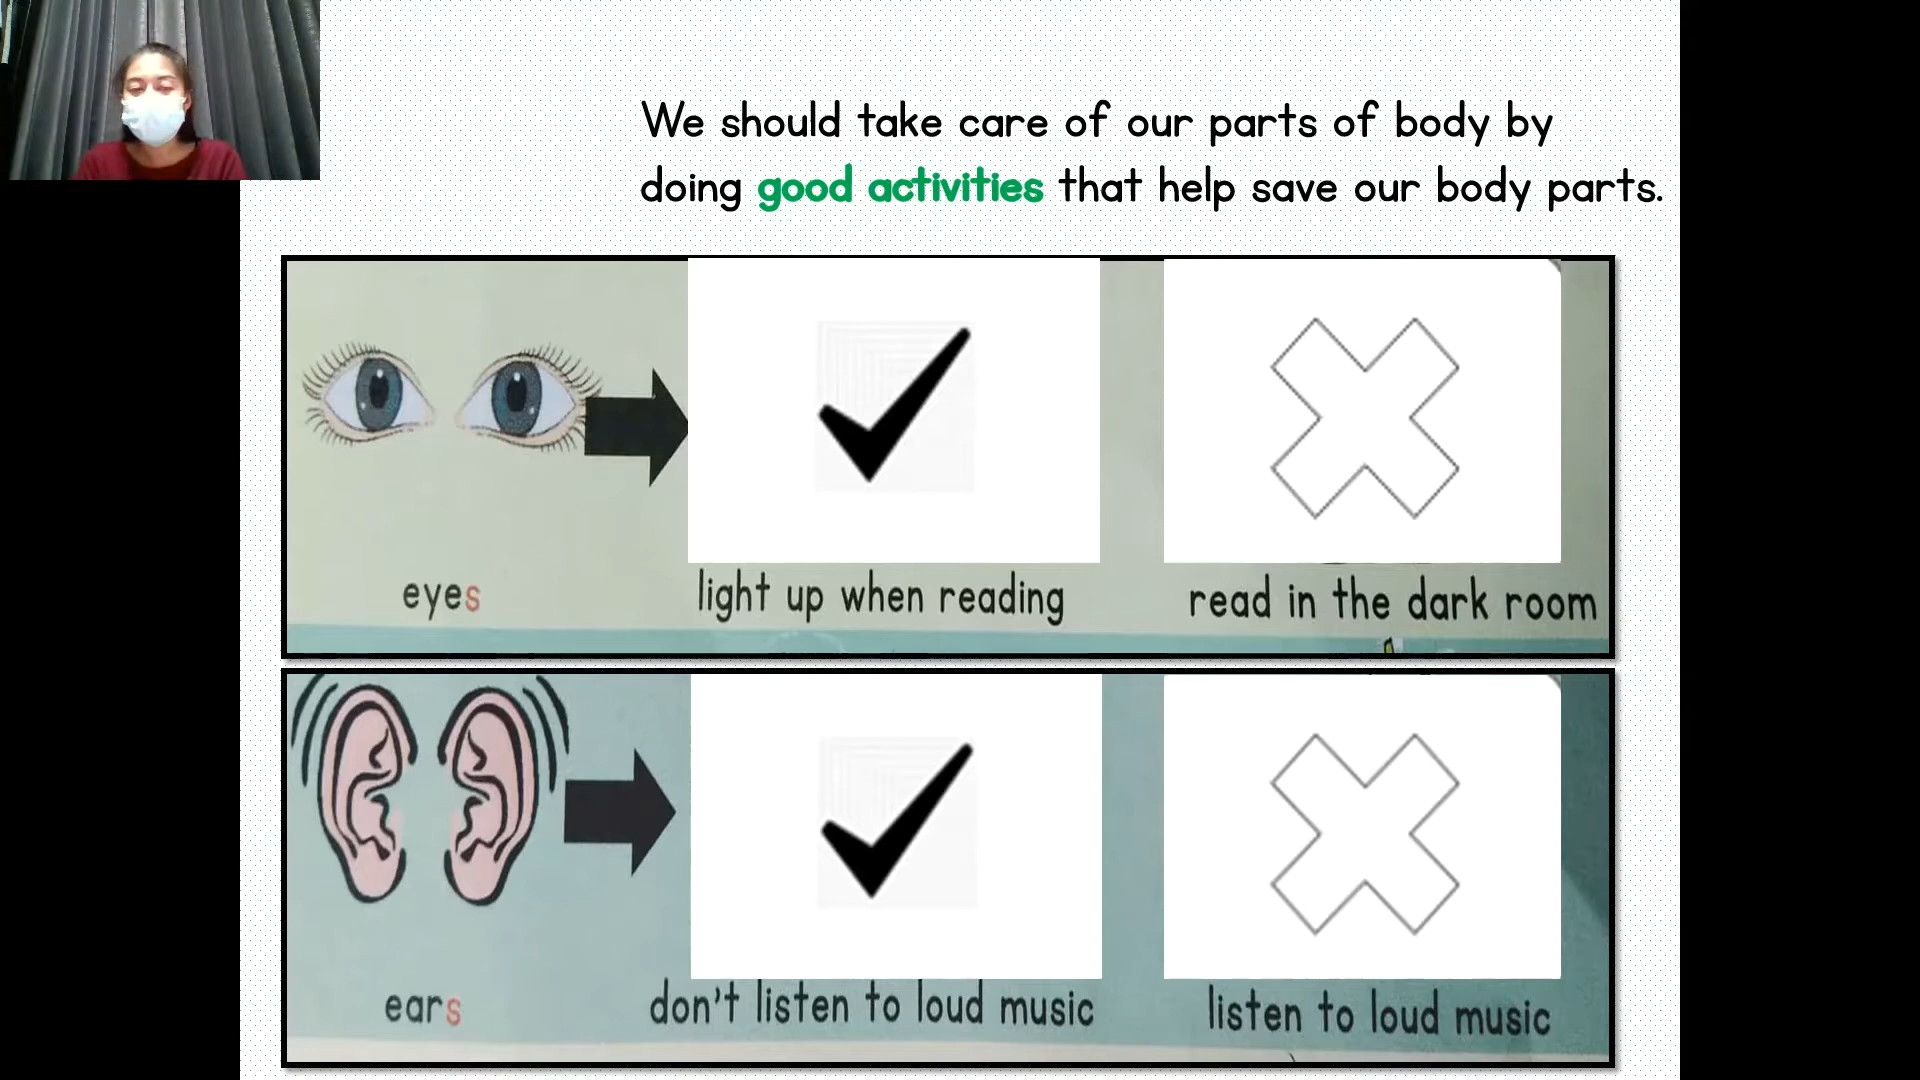 We should take care of our parts of body by
doing good activities that help save our body parts.
eyes
light up when reading
read in the dark room
ears
don't listen to loud music
listen to loud music